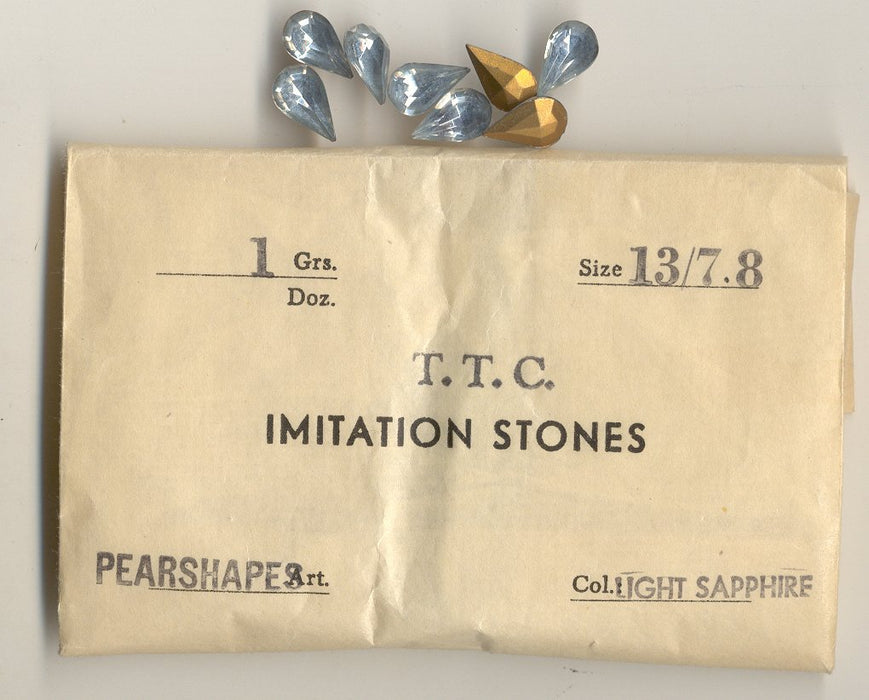 1 Grs.
Doz.
Size 13/7.8
T.T.C.
IMITATION STONES
PEARSHAPES Art.
Col. LIGHT SAPPHIRE